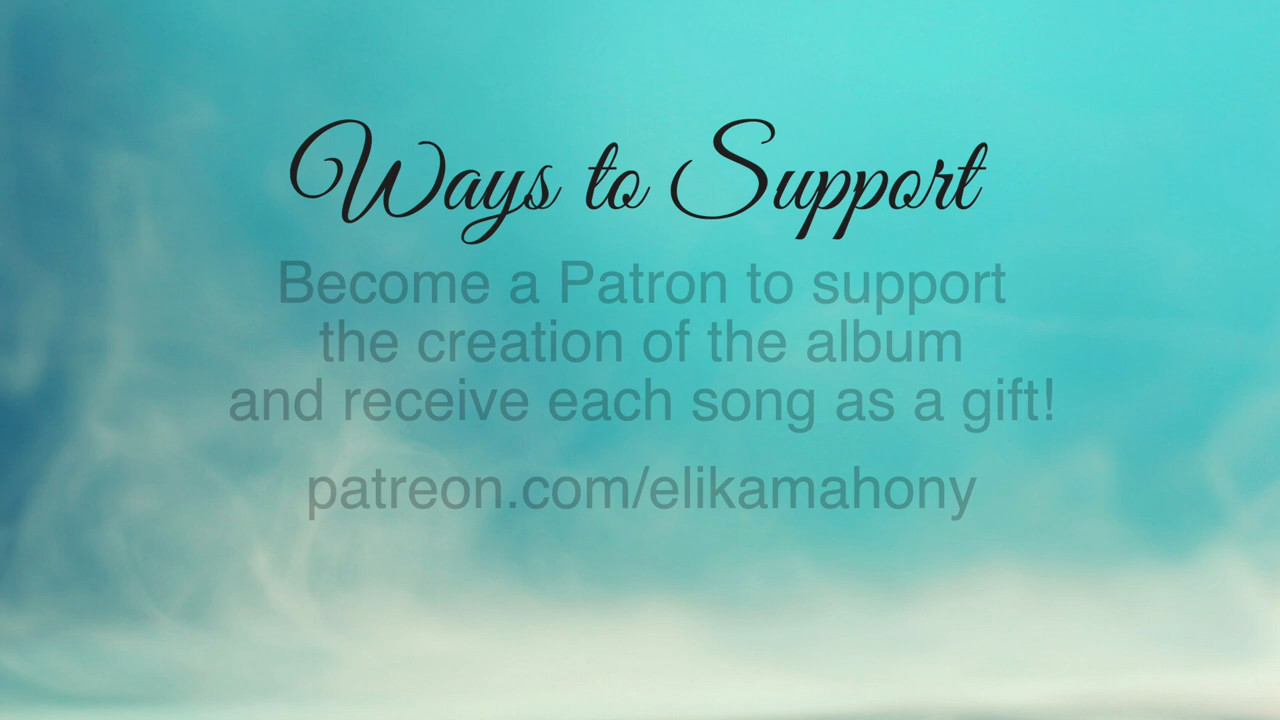 Ways to Support
Become a Patron to support
the creation of the album
and receive each song as a gift!
patreon.com/elikamahony